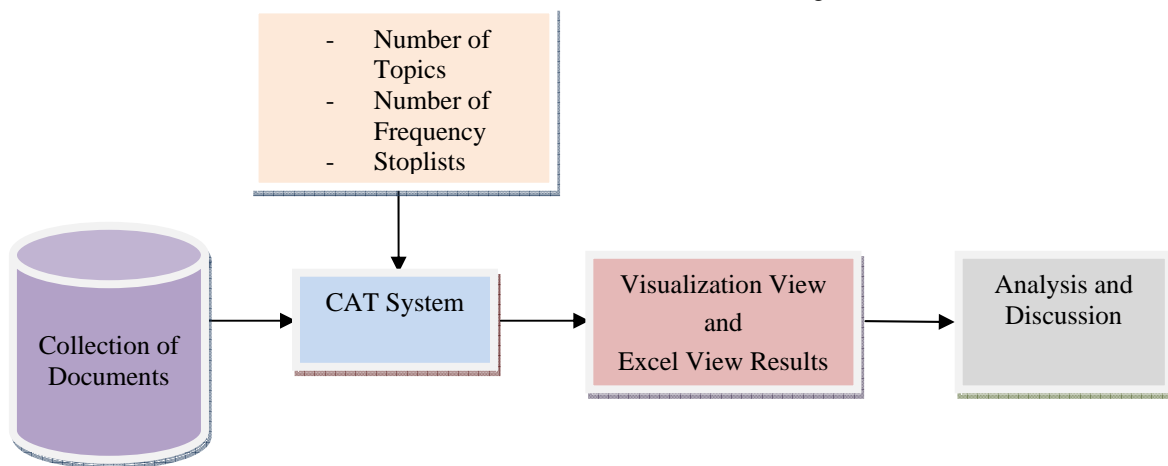 - Number of
Topics
- Number of
Frequency
- Stoplists
Collection of
Documents
CAT System
Visualization View
and
Excel View Results
Analysis and
Discussion